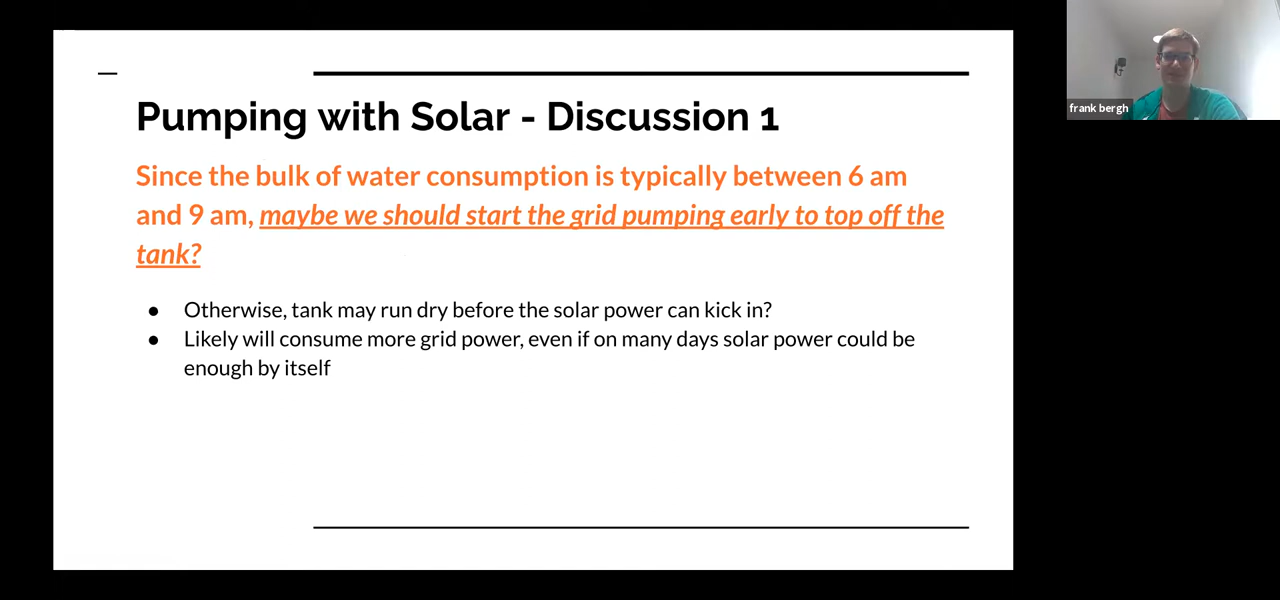 Pumping with Solar - Discussion 1
Since the bulk of water consumption is typically between 6 am
and 9 am, maybe we should start the grid pumping early to top off the
tank?
● Otherwise, tank may run dry before the solar power can kick in?
● Likely will consume more grid power, even if on many days solar power could be
enough by itself
frank bergh